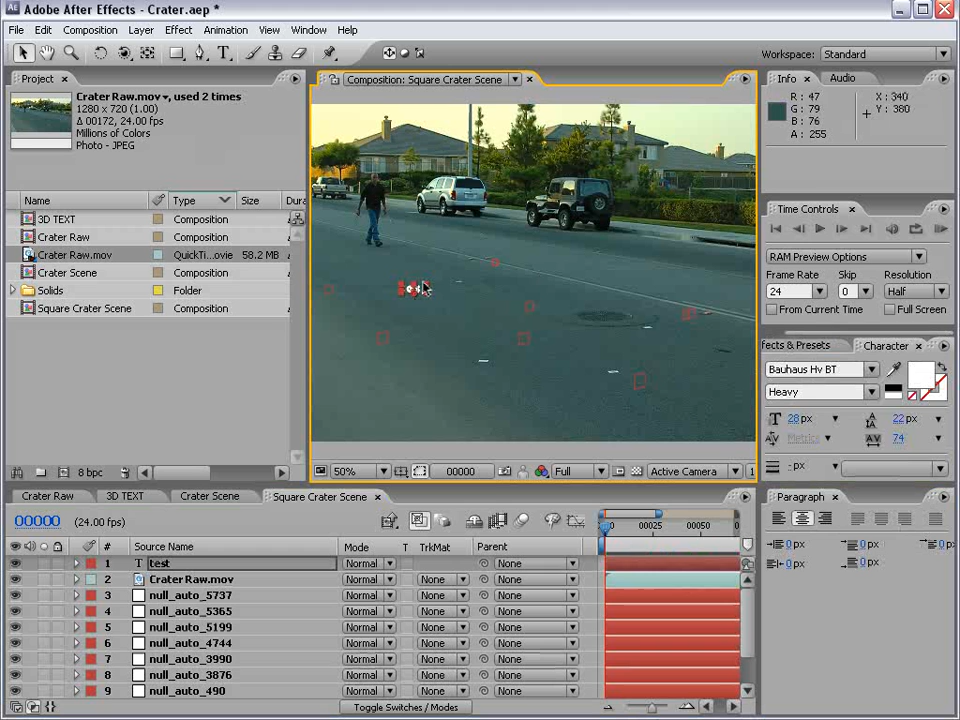 Adobe After Effects - Crater.aep *
File Edit Composition Layer Effect Animation View Window Help
Workspace: Standard
Project
Composition: Square Crater Scene
Info Audio
Crater Raw.mov, used 2 times
1280 x 720 (1.00)
Δ 00172, 24.00 fps
Millions of Colors
Photo - JPEG
R : 47
G : 79
B : 76
A : 255
X : 340
Y : 380
Name Type Size Dura
3D TEXT Composition
Crater Raw Composition
Crater Raw.mov QuickTi...ovie 58.2 MB
Crater Scene Composition
Solids Folder
Square Crater Scene Composition
Time Controls
RAM Preview Options
Frame Rate Skip Resolution
24 0 Half
From Current Time Full Screen
ffects & Presets Character
Bauhaus Hv BT
Heavy
28 px 22 px
Metrics 74
- px
8 bpc
50% 00000 Full Active Camera 1
Crater Raw 3D TEXT Crater Scene Square Crater Scene
Paragraph
00000 (24.00 fps)
00025 00050 0
# Source Name Mode T TrkMat Parent
1 T test Normal None
2 Crater Raw.mov Normal None None
3 null_auto_5737 Normal None None
4 null_auto_5365 Normal None None
5 null_auto_5199 Normal None None
6 null_auto_4744 Normal None None
7 null_auto_3990 Normal None None
8 null_auto_3876 Normal None None
9 null_auto_490 Normal None None
0 px 0 px 0 p
0 px 0 px
Toggle Switches / Modes